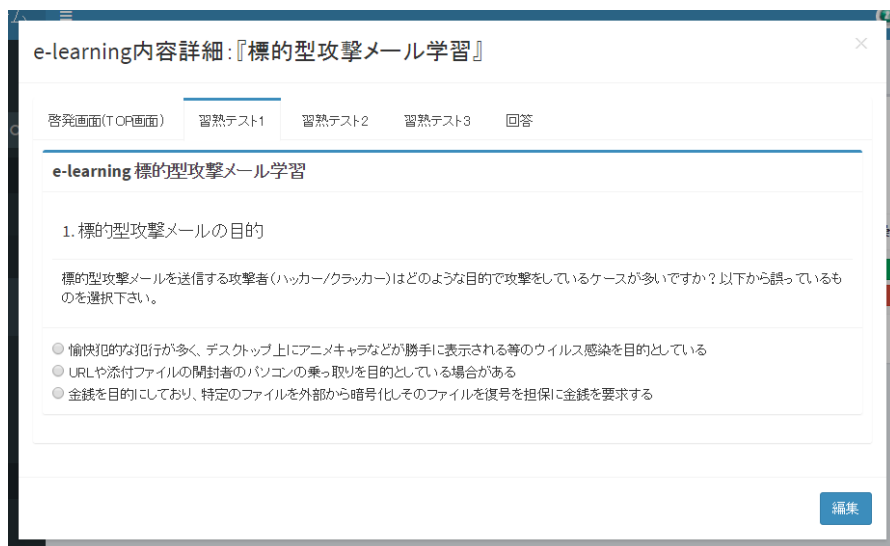 e-learning内容詳細:『標的型攻撃メール学習』
×
啓発画面(TOP画面) 習熟テスト1 習熟テスト2 習熟テスト3 回答
e-learning 標的型攻撃メール学習
1. 標的型攻撃メールの目的
標的型攻撃メールを送信する攻撃者(ハッカー/クラッカー)はどのような目的で攻撃をしているケースが多いですか?以下から誤っているも
のを選択下さい。
愉快犯的な犯行が多く、デスクトップ上にアニメキャラなどが勝手に表示される等のウイルス感染を目的としている
URLや添付ファイルの開封者のパソコンの乗っ取りを目的としている場合がある
金銭を目的にしており、特定のファイルを外部から暗号化しそのファイルを復号を担保に金銭を要求する
編集